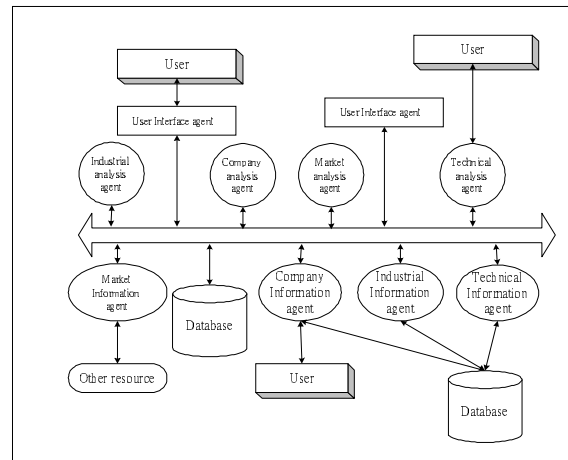 User
User
User Interface agent
User Interface agent
Industrial
analysis
agent
Company
analysis
agent
Market
analysis
agent
Technical
analysis
agent
Market
Information
agent
Database
Company
Information
agent
Industrial
Information
agent
Technical
Information
agent
Other resource
User
Database